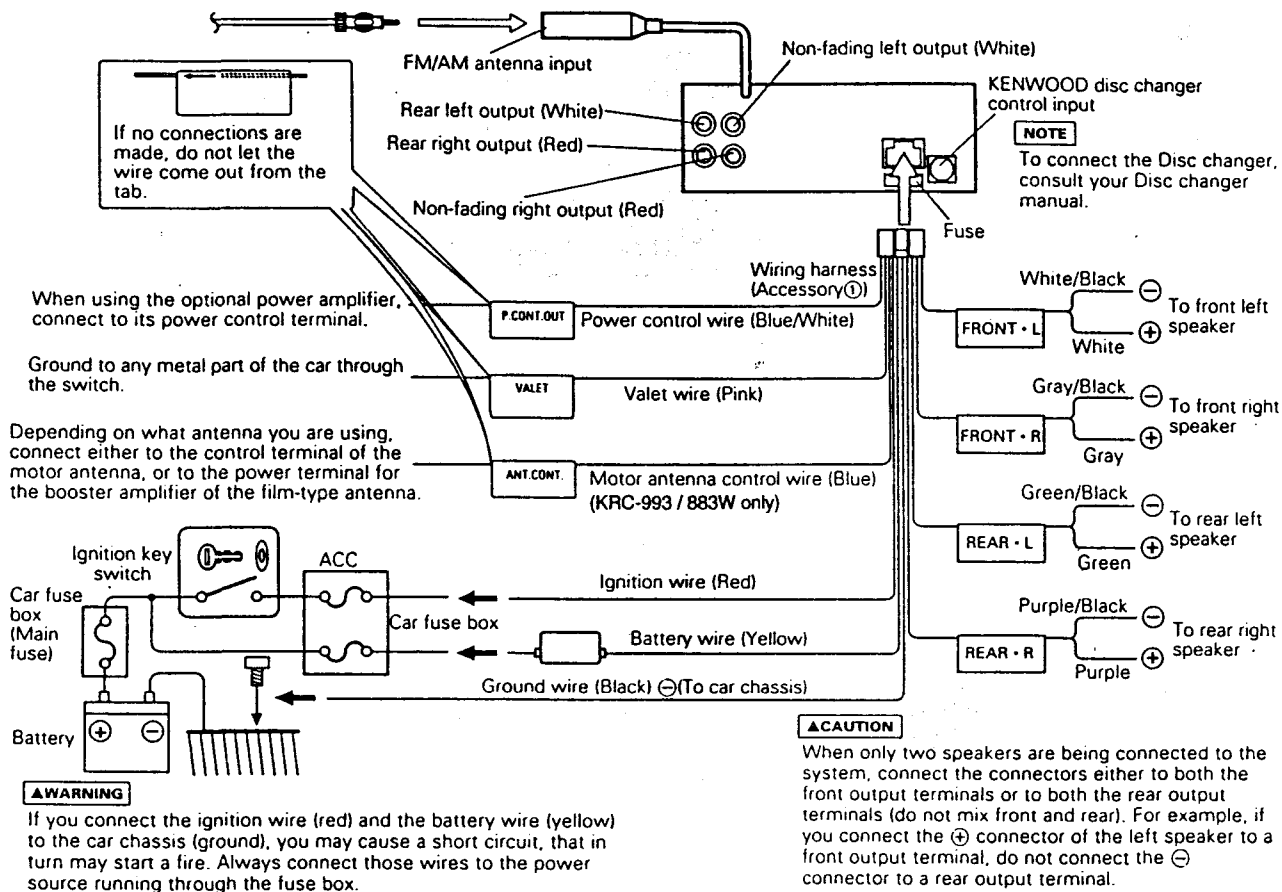 FM/AM antenna input
Non-fading left output (White)
KENWOOD disc changer
control input
NOTE
To connect the Disc changer,
consult your Disc changer
manual.
If no connections are
made, do not let the
wire come out from the
tab.
Rear left output (White)
Rear right output (Red)
Non-fading right output (Red)
Fuse
Wiring harness
(Accessory①)
When using the optional power amplifier,
connect to its power control terminal.
P.CONT.OUT
Power control wire (Blue/White)
Ground to any metal part of the car through
the switch.
VALET
Valet wire (Pink)
Depending on what antenna you are using,
connect either to the control terminal of the
motor antenna, or to the power terminal for
the booster amplifier of the film-type antenna.
ANT.CONT.
Motor antenna control wire (Blue)
(KRC-993 / 883W only)
White/Black
⊖
FRONT • L
To front left
speaker
White
⊕
Gray/Black
⊖
FRONT • R
To front right
speaker
Gray
⊕
Green/Black
⊖
REAR • L
To rear left
speaker
Green
⊕
Purple/Black
⊖
REAR • R
To rear right
speaker
Purple
⊕
Ignition key
switch
ACC
Ignition wire (Red)
Car fuse
box
(Main
fuse)
Car fuse box
Battery wire (Yellow)
Ground wire (Black) ⊖(To car chassis)
Battery
⊕
⊖
▲WARNING
If you connect the ignition wire (red) and the battery wire (yellow)
to the car chassis (ground), you may cause a short circuit, that in
turn may start a fire. Always connect those wires to the power
source running through the fuse box.
▲CAUTION
When only two speakers are being connected to the
system, connect the connectors either to both the
front output terminals or to both the rear output
terminals (do not mix front and rear). For example, if
you connect the ⊕ connector of the left speaker to a
front output terminal, do not connect the ⊖
connector to a rear output terminal.